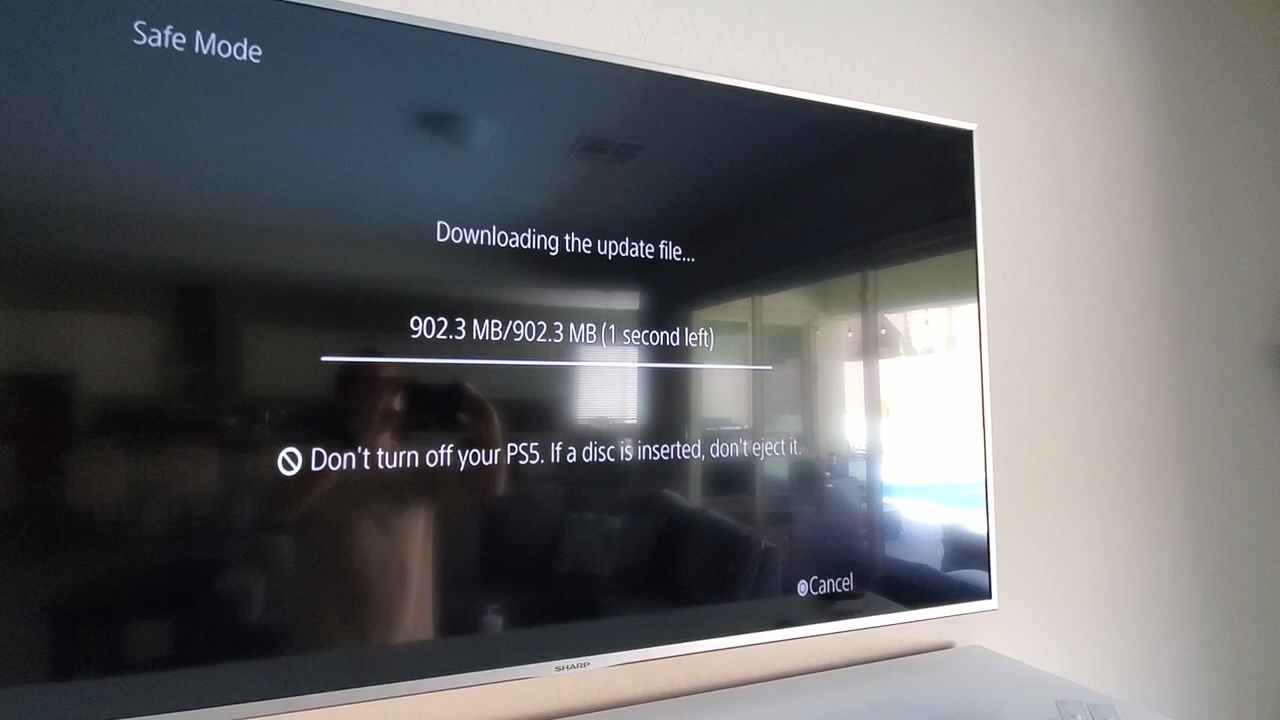 Safe Mode
Downloading the update file...
902.3 MB/902.3 MB (1 second left)
Don't turn off your PS5. If a disc is inserted, don't eject it.
Cancel
SHARP